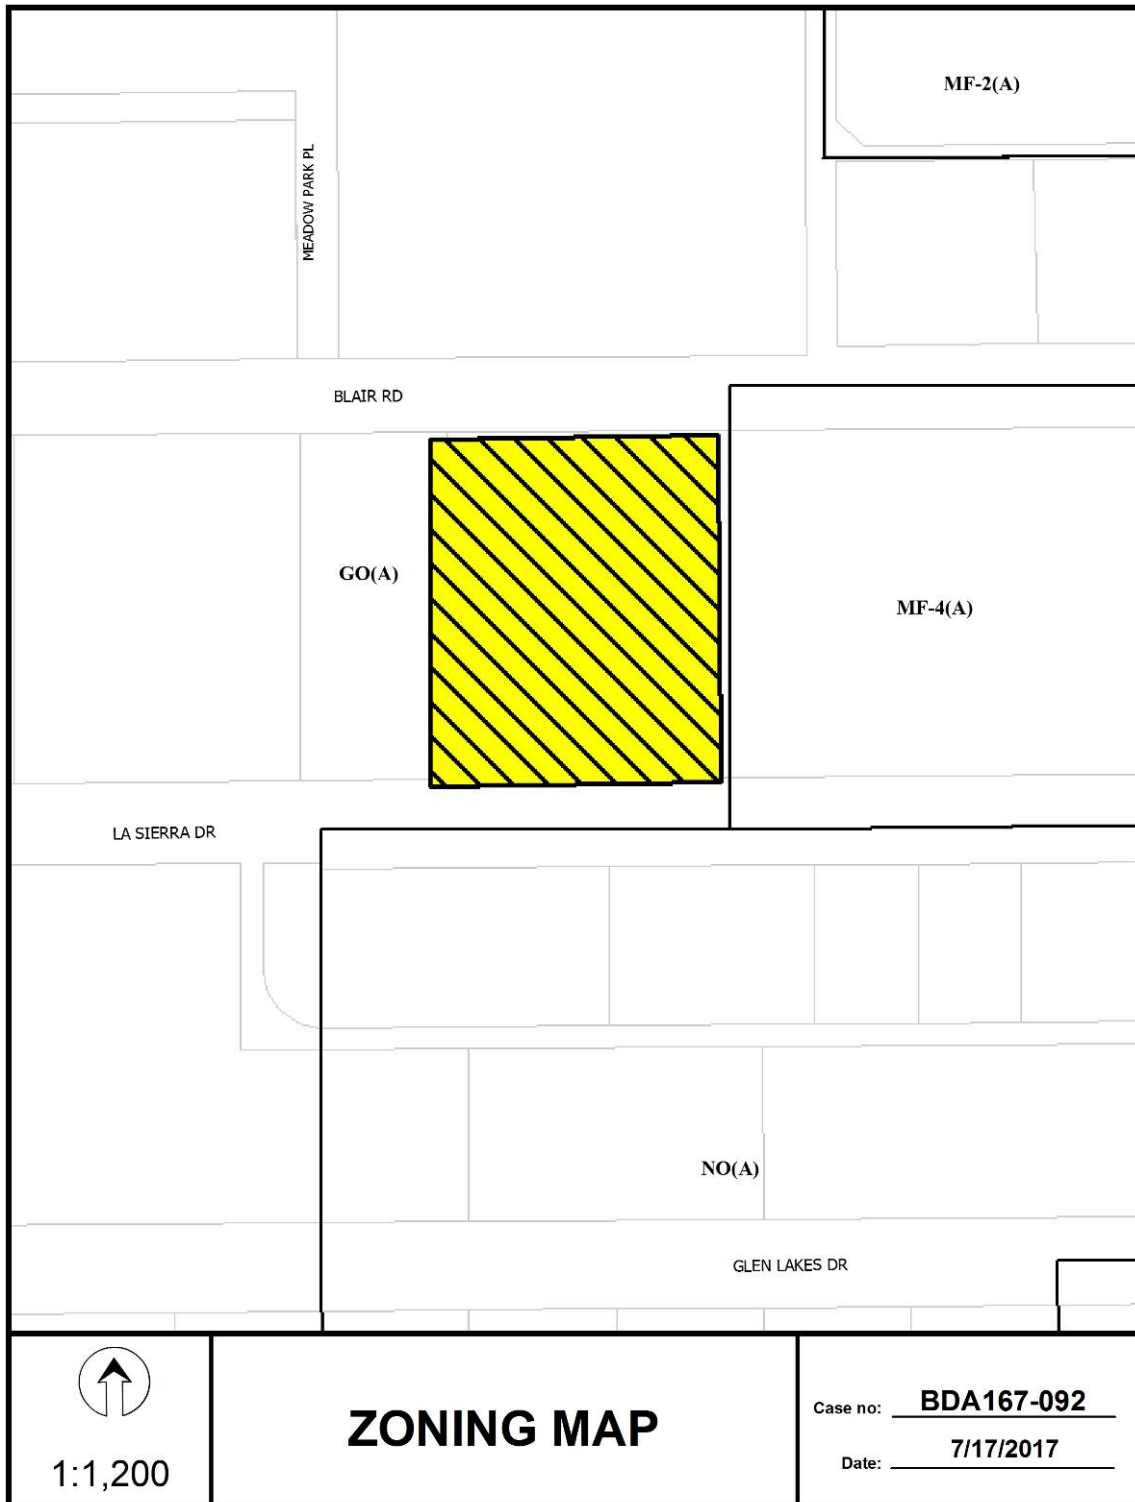 MF-2(A)
MEADOW PARK PL
BLAIR RD
GO(A)
MF-4(A)
LA SIERRA DR
NO(A)
GLEN LAKES DR
1:1,200
ZONING MAP
Case no: BDA167-092
Date: 7/17/2017